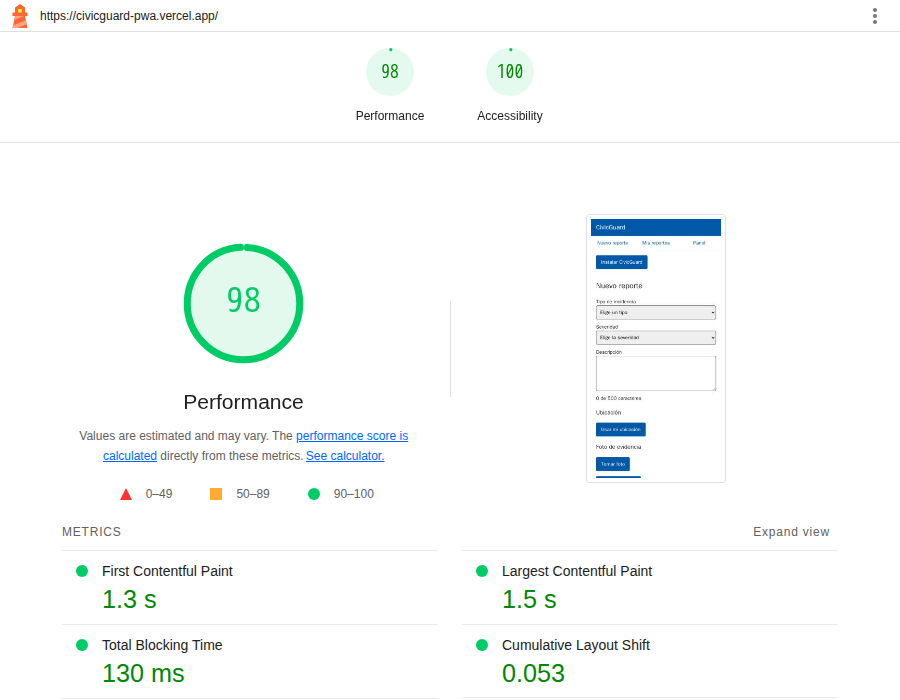 https://civicguard-pwa.vercel.app/
98
100
Performance
Accessibility
98
Performance
Values are estimated and may vary. The performance score is
calculated directly from these metrics. See calculator.
0–49
50–89
90–100
CivicGuard
Nuevo reporte
Mis reportes
Panel
Instalar CivicGuard
Nuevo reporte
Tipo de incidencia
Elige un tipo
Severidad
Elige la severidad
Descripción
0 de 500 caracteres
Ubicación
Usar mi ubicación
Foto de evidencia
Tomar foto
METRICS
Expand view
First Contentful Paint
1.3 s
Largest Contentful Paint
1.5 s
Total Blocking Time
130 ms
Cumulative Layout Shift
0.053